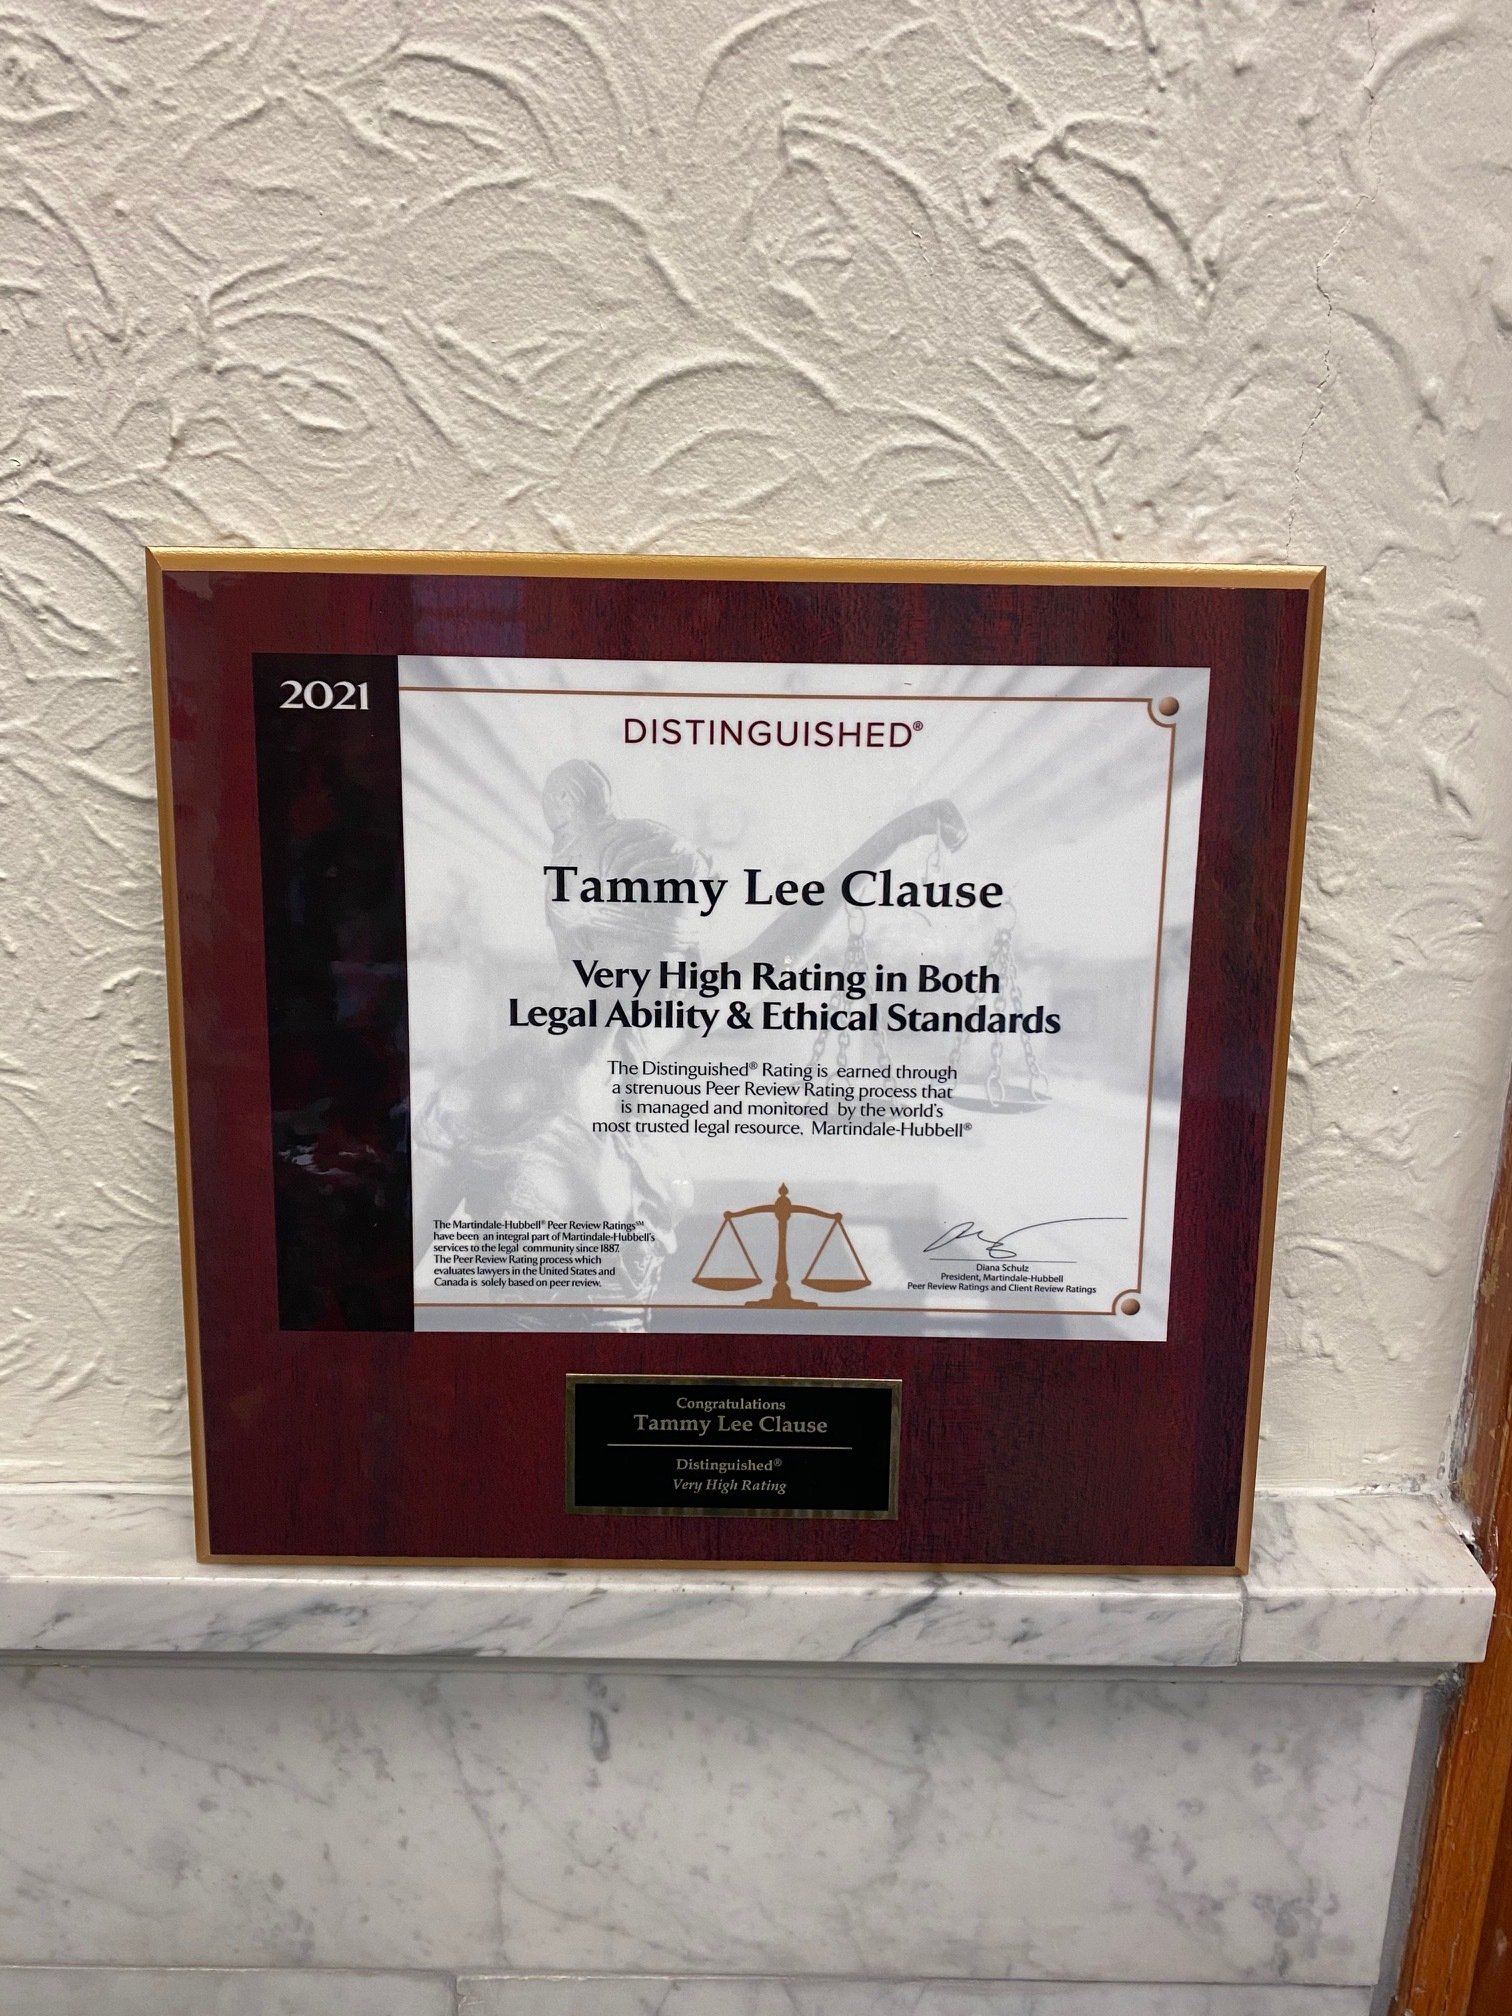 2021
DISTINGUISHED®
Tammy Lee Clause
Very High Rating in Both
Legal Ability & Ethical Standards
The Distinguished® Rating is earned through
a strenuous Peer Review Rating process that
is managed and monitored by the world's
most trusted legal resource, Martindale-Hubbell®
The Martindale-Hubbell® Peer Review Ratings℠
have been an integral part of Martindale-Hubbell's
services to the legal community since 1887.
The Peer Review Rating process which
evaluates lawyers in the United States and
Canada is solely based on peer review.
Diana Schulz
President, Martindale-Hubbell
Peer Review Ratings and Client Review Ratings
Congratulations
Tammy Lee Clause
Distinguished®
Very High Rating